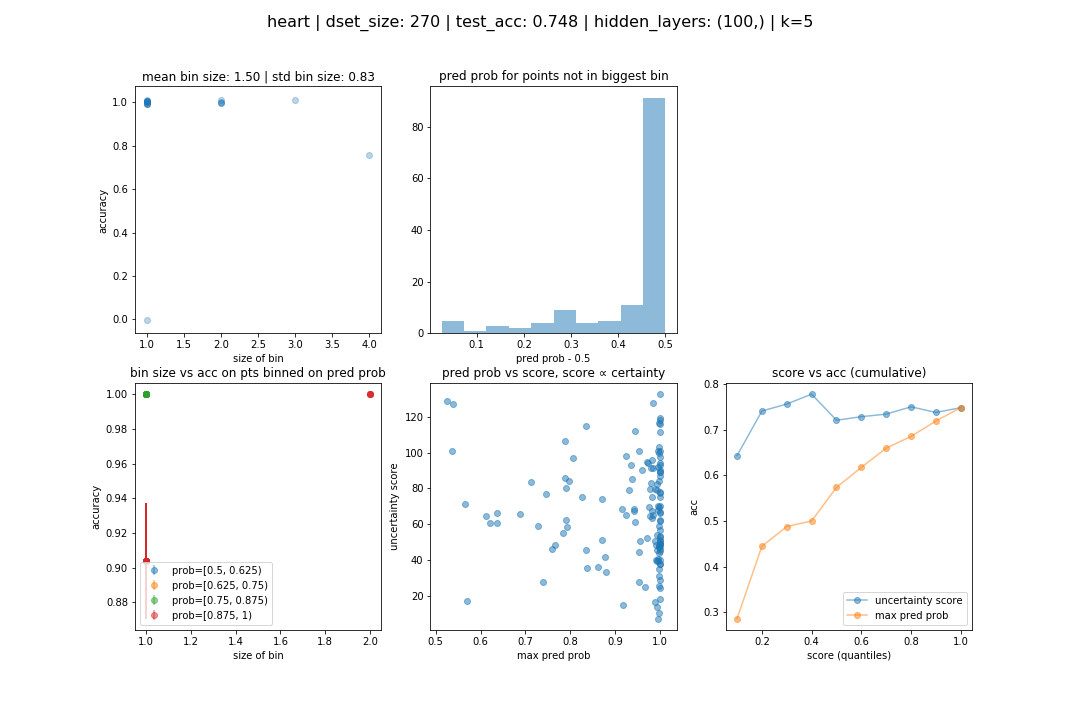 heart | dset_size: 270 | test_acc: 0.748 | hidden_layers: (100,) | k=5
mean bin size: 1.50 | std bin size: 0.83
1.0
0.8
0.6
0.4
0.2
0.0
accuracy
1.0 1.5 2.0 2.5 3.0 3.5 4.0
size of bin
pred prob for points not in biggest bin
80
60
40
20
0
0.1 0.2 0.3 0.4 0.5
pred prob - 0.5
bin size vs acc on pts binned on pred prob
1.00
0.98
0.96
0.94
0.92
0.90
0.88
accuracy
prob=[0.5, 0.625)
prob=[0.625, 0.75)
prob=[0.75, 0.875)
prob=[0.875, 1)
1.0 1.2 1.4 1.6 1.8 2.0
size of bin
pred prob vs score, score ∝ certainty
120
100
80
60
40
20
uncertainty score
0.5 0.6 0.7 0.8 0.9 1.0
max pred prob
score vs acc (cumulative)
0.8
0.7
0.6
0.5
0.4
0.3
acc
uncertainty score
max pred prob
0.2 0.4 0.6 0.8 1.0
score (quantiles)